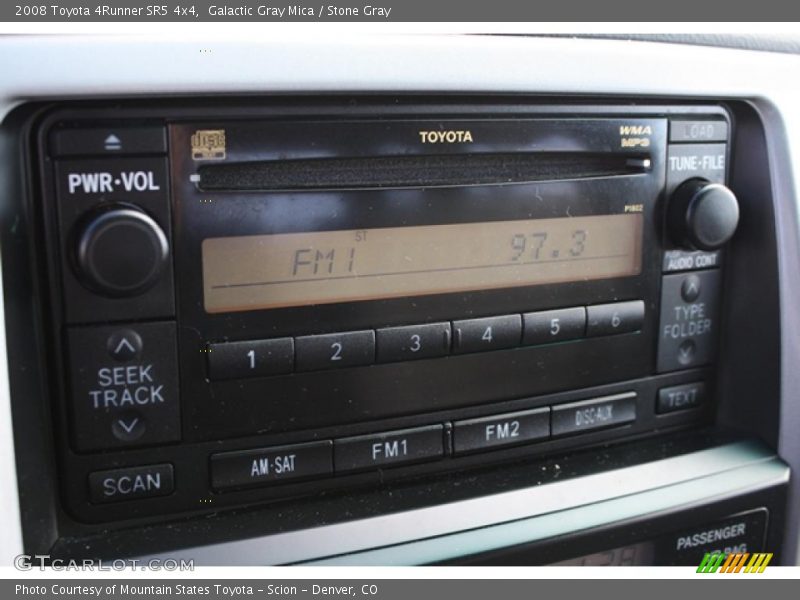 2008 Toyota 4Runner SR5 4x4, Galactic Gray Mica / Stone Gray
TOYOTA
WMA
MP3
LOAD
PWR·VOL
TUNE·FILE
P1802
ST
FM1 97.3
AUDIO CONT
TYPE
FOLDER
1 2 3 4 5 6
SEEK
TRACK
TEXT
AM·SAT FM1 FM2 DISC·AUX
SCAN
PASSENGER
GTCARLOT.COM
Photo Courtesy of Mountain States Toyota – Scion – Denver, CO